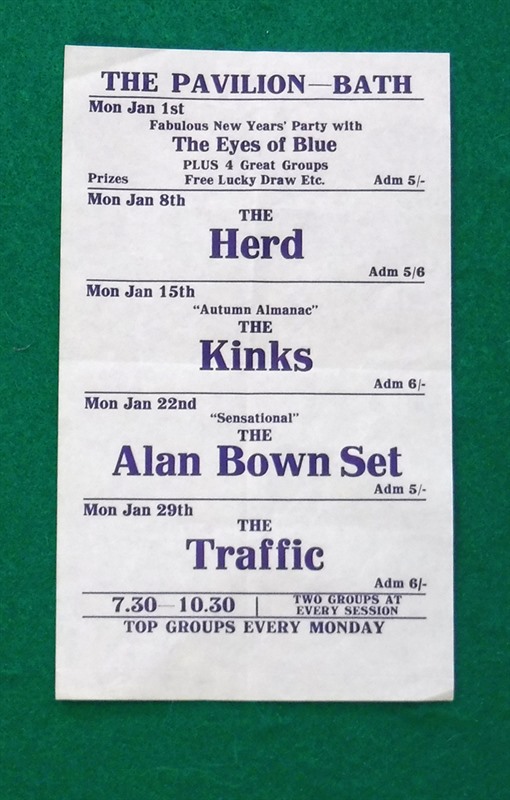 THE PAVILION—BATH
Mon Jan 1st
Fabulous New Years' Party with
The Eyes of Blue
PLUS 4 Great Groups
Prizes Free Lucky Draw Etc. Adm 5/-
Mon Jan 8th
THE
Herd
Adm 5/6
Mon Jan 15th
"Autumn Almanac"
THE
Kinks
Adm 6/-
Mon Jan 22nd
"Sensational"
THE
Alan Bown Set
Adm 5/-
Mon Jan 29th
THE
Traffic
Adm 6/-
7.30—10.30 | TWO GROUPS AT
EVERY SESSION
TOP GROUPS EVERY MONDAY